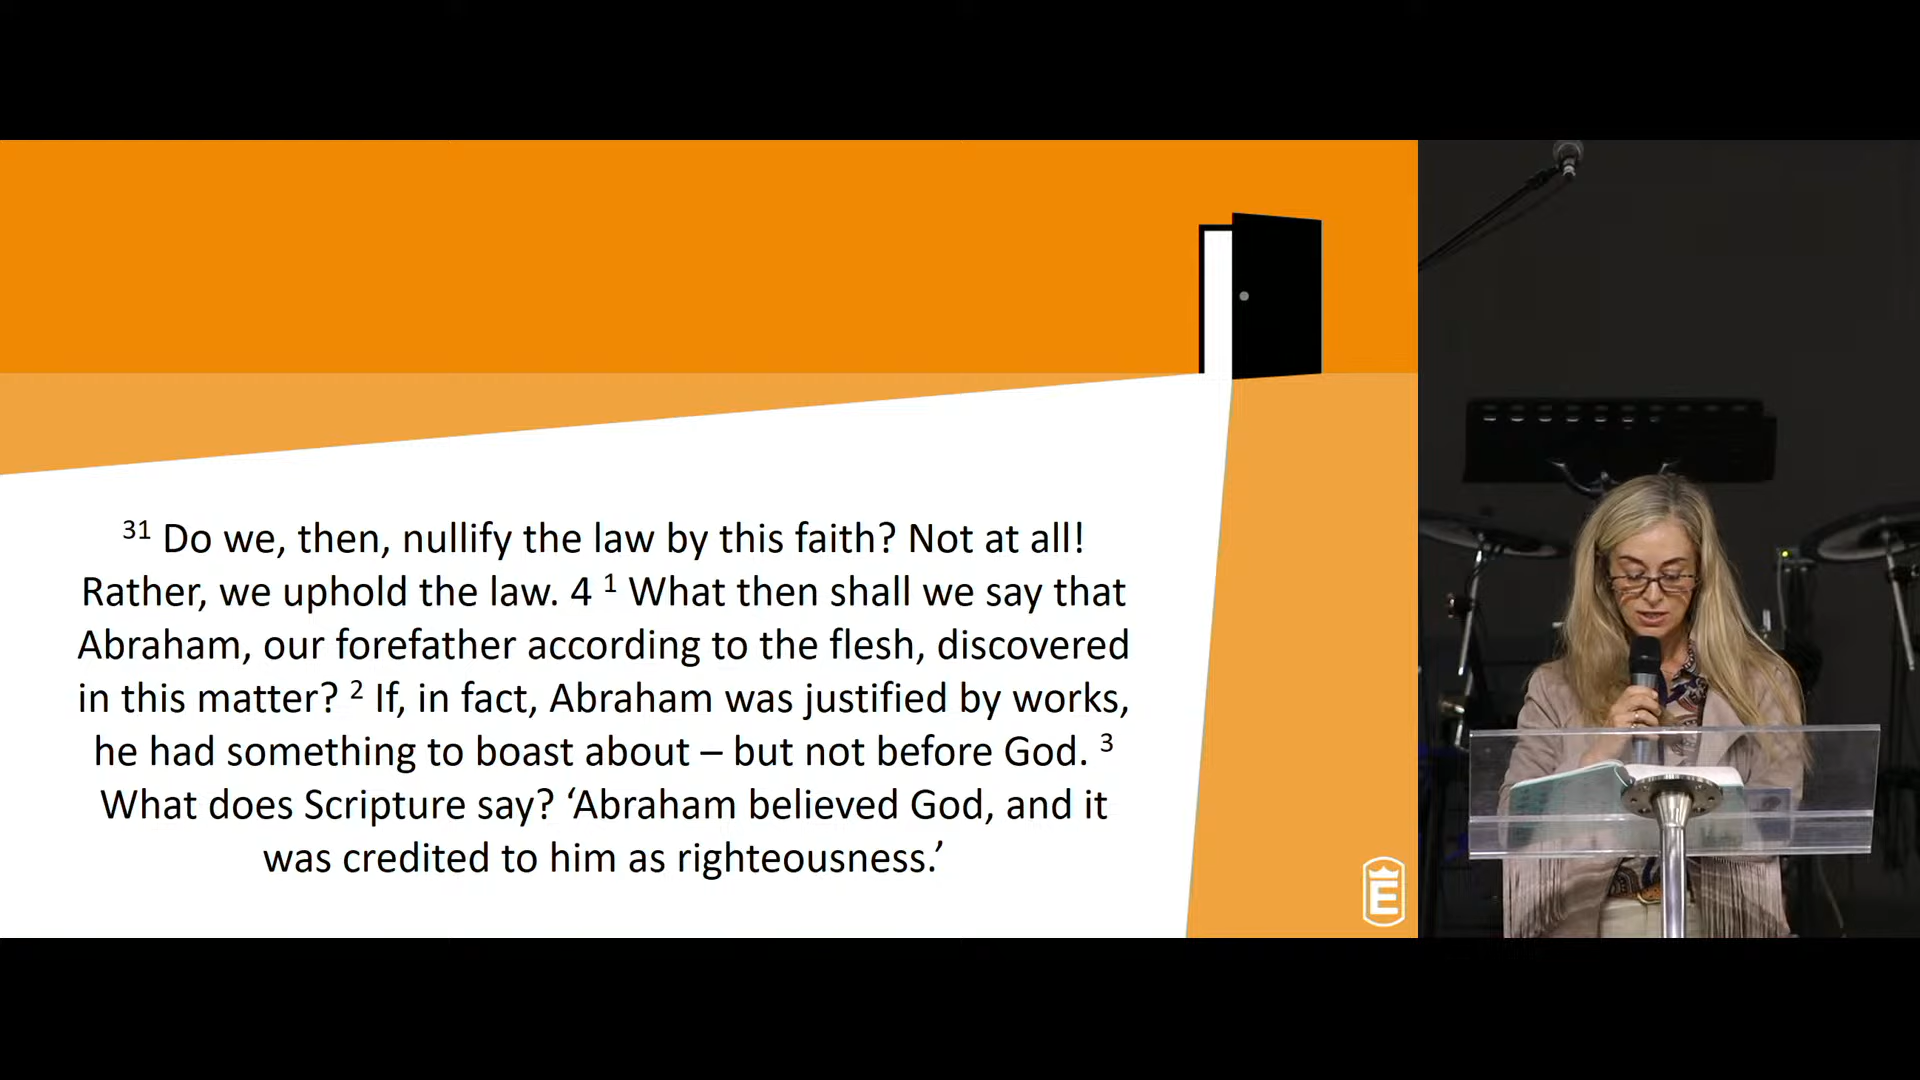 ³¹ Do we, then, nullify the law by this faith? Not at all!
Rather, we uphold the law. 4 ¹ What then shall we say that
Abraham, our forefather according to the flesh, discovered
in this matter? ² If, in fact, Abraham was justified by works,
he had something to boast about – but not before God. ³
What does Scripture say? ‘Abraham believed God, and it
was credited to him as righteousness.’
E